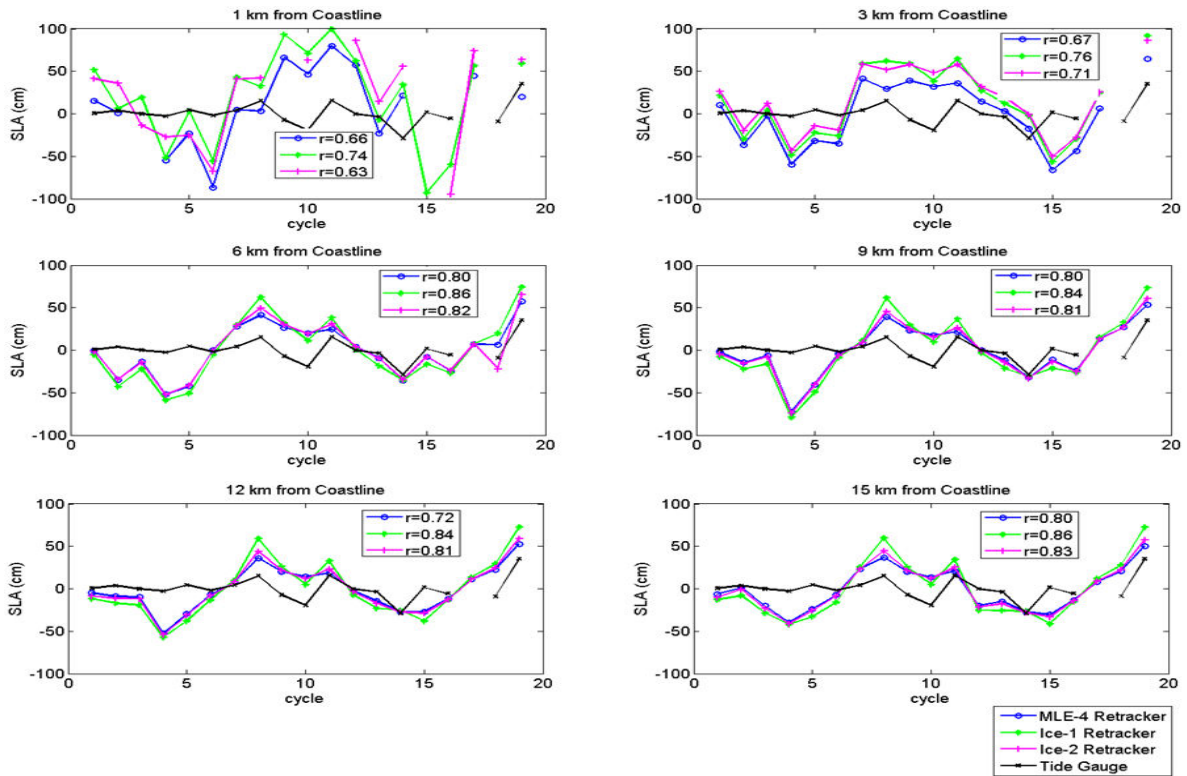 1 km from Coastline
100
50
0
-50
-100
SLA (cm)
r=0.66
r=0.74
r=0.63
0
5
10
15
20
cycle
3 km from Coastline
100
50
0
-50
-100
SLA (cm)
r=0.67
r=0.76
r=0.71
0
5
10
15
20
cycle
6 km from Coastline
100
50
0
-50
-100
SLA (cm)
r=0.80
r=0.86
r=0.82
0
5
10
15
20
cycle
9 km from Coastline
100
50
0
-50
-100
SLA (cm)
r=0.80
r=0.84
r=0.81
0
5
10
15
20
cycle
12 km from Coastline
100
50
0
-50
-100
SLA (cm)
r=0.72
r=0.84
r=0.81
0
5
10
15
20
cycle
15 km from Coastline
100
50
0
-50
-100
SLA (cm)
r=0.80
r=0.86
r=0.83
0
5
10
15
20
cycle
MLE-4 Retracker
Ice-1 Retracker
Ice-2 Retracker
Tide Gauge